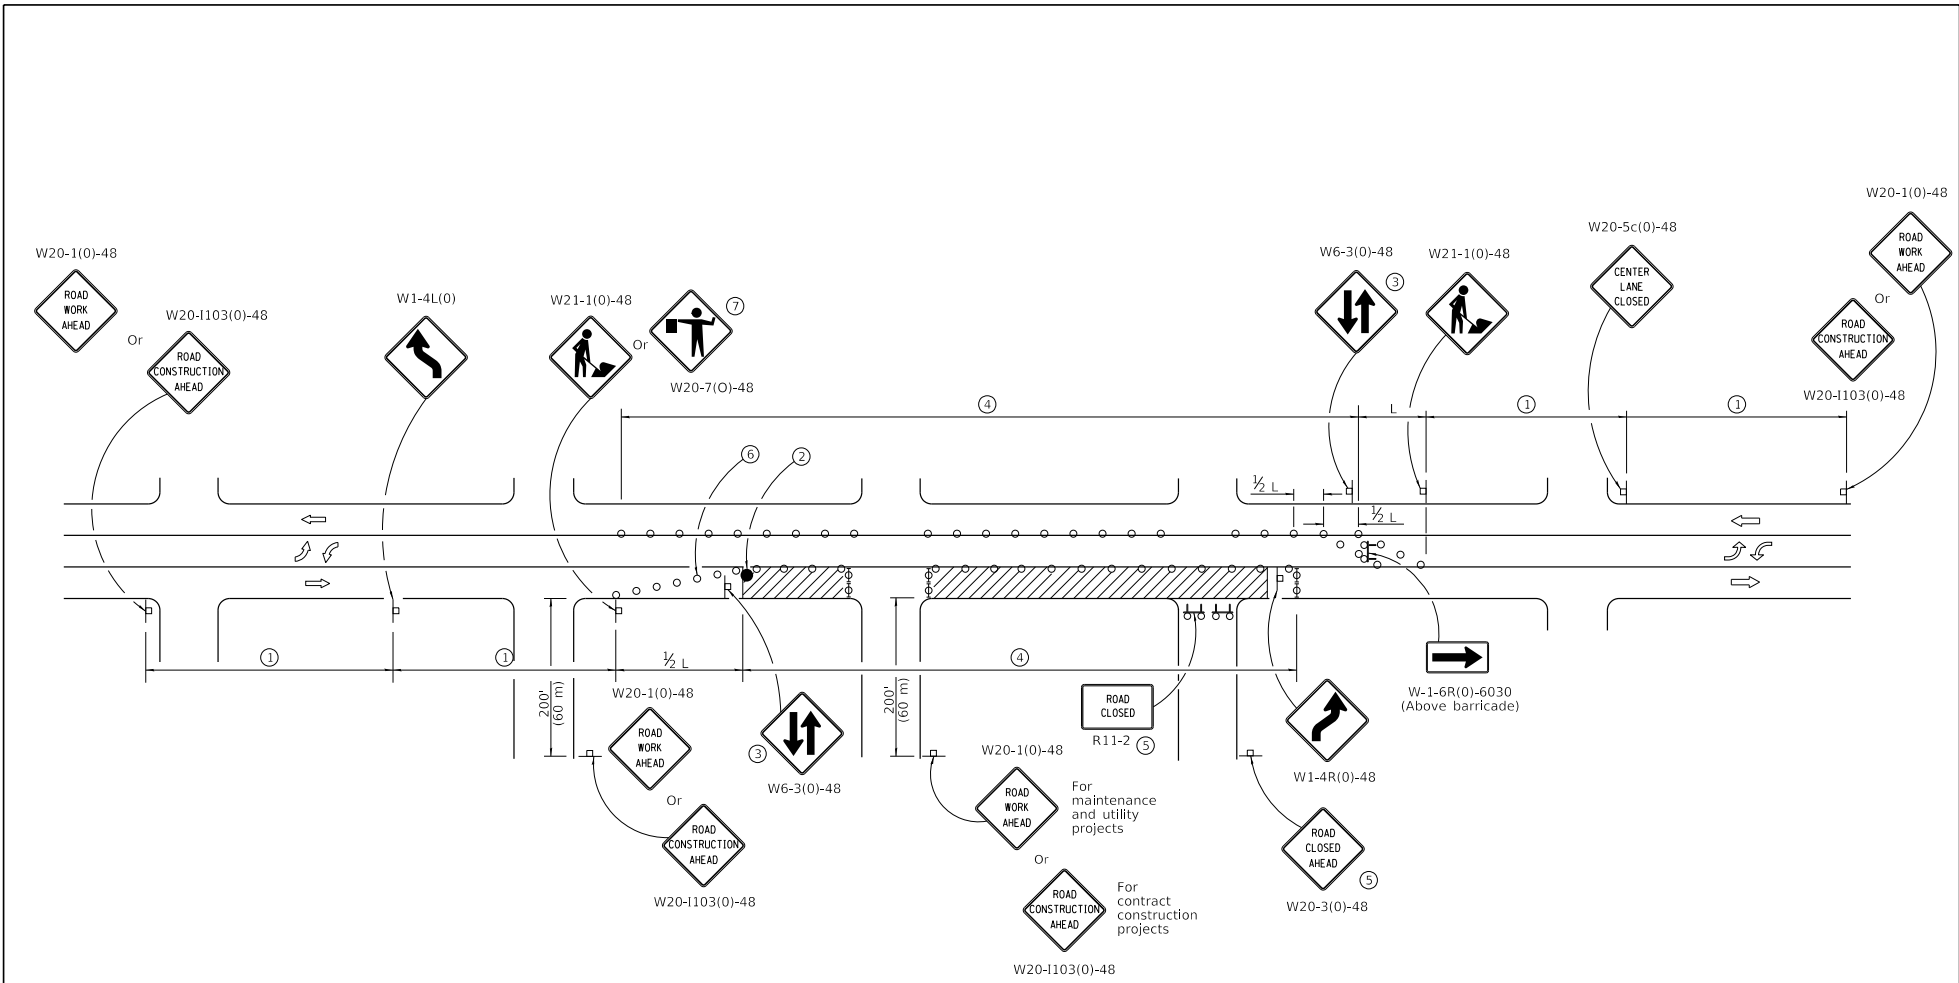 W20-1(0)-48
ROAD
WORK
AHEAD
Or
W20-I103(0)-48
ROAD
CONSTRUCTION
AHEAD
W1-4L(0)
W21-1(0)-48
Or
7
W20-7(O)-48
W6-3(0)-48
3
W21-1(0)-48
W20-5c(0)-48
CENTER
LANE
CLOSED
W20-1(0)-48
ROAD
WORK
AHEAD
Or
ROAD
CONSTRUCTION
AHEAD
W20-I103(0)-48
4
L
1
1
6
2
½ L
½ L
1
1
½ L
4
200'
(60 m)
200'
(60 m)
W20-1(0)-48
ROAD
WORK
AHEAD
Or
ROAD
CONSTRUCTION
AHEAD
W20-I103(0)-48
3
W6-3(0)-48
W20-1(0)-48
ROAD
WORK
AHEAD
For
maintenance
and utility
projects
Or
ROAD
CONSTRUCTION
AHEAD
For
contract
construction
projects
W20-I103(0)-48
ROAD
CLOSED
R11-2
5
W1-4R(0)-48
ROAD
CLOSED
AHEAD
5
W20-3(0)-48
W-1-6R(0)-6030
(Above barricade)